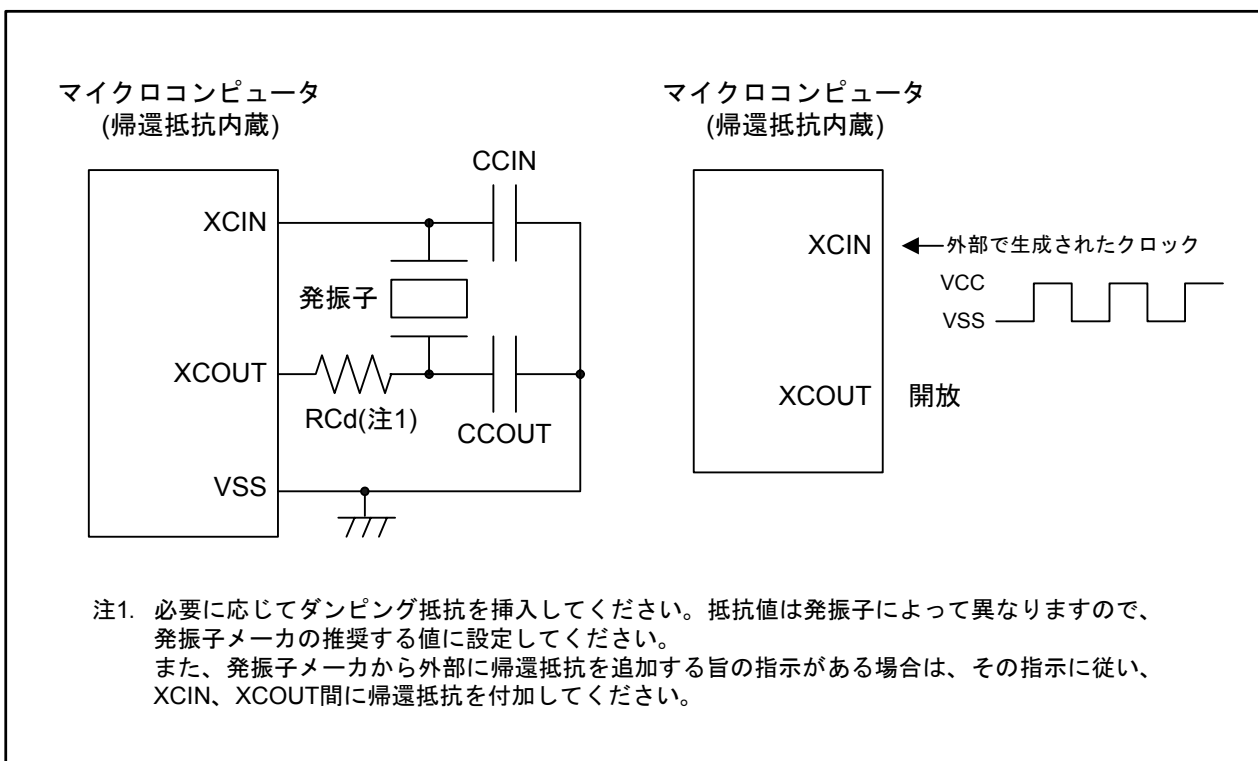 マイクロコンピュータ
(帰還抵抗内蔵)
CCIN
XCIN
発振子
XCOUT
RCd(注1)
CCOUT
VSS
マイクロコンピュータ
(帰還抵抗内蔵)
XCIN
外部で生成されたクロック
VCC
VSS
XCOUT
開放
注1. 必要に応じてダンピング抵抗を挿入してください。抵抗値は発振子によって異なりますので、
発振子メーカの推奨する値に設定してください。
また、発振子メーカから外部に帰還抵抗を追加する旨の指示がある場合は、その指示に従い、
XCIN、XCOUT間に帰還抵抗を付加してください。